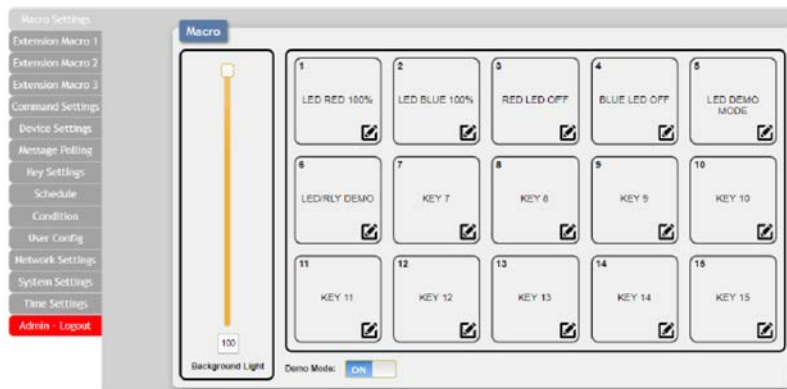 Macro Settings
Extension Macro 1
Extension Macro 2
Extension Macro 3
Command Settings
Device Settings
Message Polling
Key Settings
Schedule
Condition
User Config
Network Settings
System Settings
Time Settings
Admin - Logout
Macro
100
Background Light
1
LED RED 100%
2
LED BLUE 100%
3
RED LED OFF
4
BLUE LED OFF
5
LED DEMO
MODE
6
LED/RLY DEMO
7
KEY 7
8
KEY 8
9
KEY 9
10
KEY 10
11
KEY 11
12
KEY 12
13
KEY 13
14
KEY 14
15
KEY 15
Demo Mode:
ON